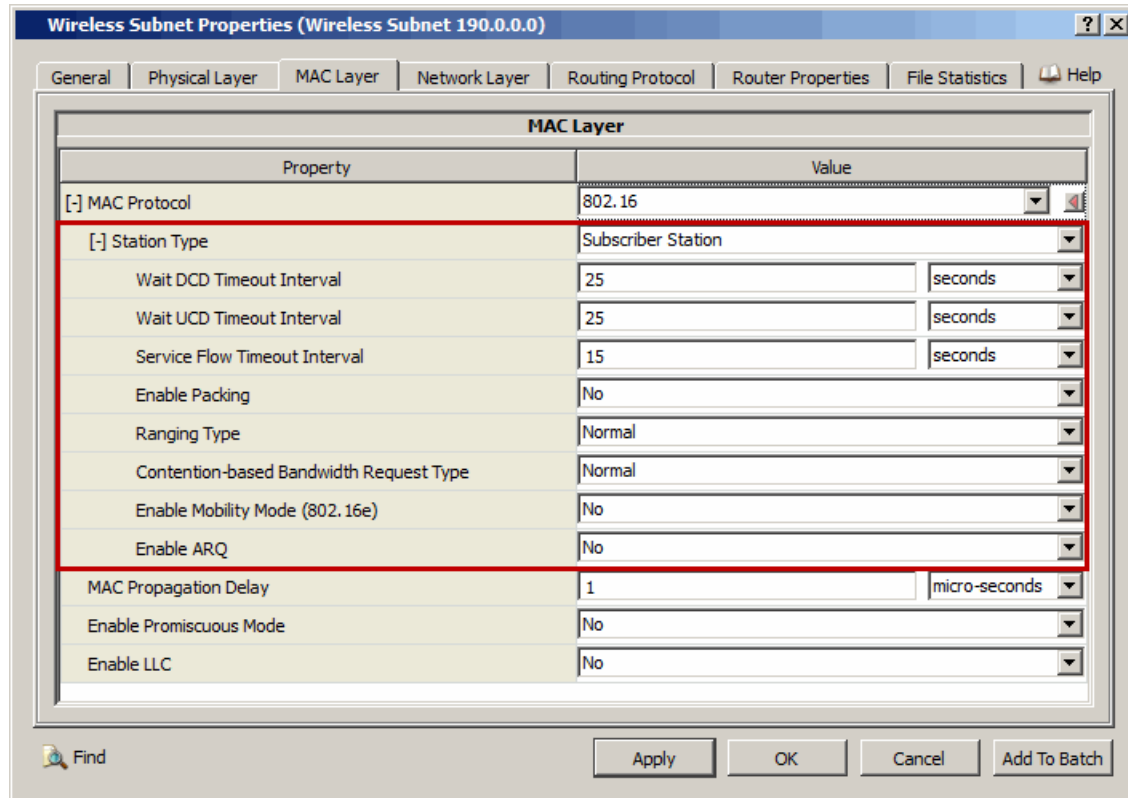 Wireless Subnet Properties (Wireless Subnet 190.0.0.0) ? X
General Physical Layer MAC Layer Network Layer Routing Protocol Router Properties File Statistics Help
MAC Layer
Property Value
[-] MAC Protocol 802.16
[-] Station Type Subscriber Station
Wait DCD Timeout Interval 25 seconds
Wait UCD Timeout Interval 25 seconds
Service Flow Timeout Interval 15 seconds
Enable Packing No
Ranging Type Normal
Contention-based Bandwidth Request Type Normal
Enable Mobility Mode (802.16e) No
Enable ARQ No
MAC Propagation Delay 1 micro-seconds
Enable Promiscuous Mode No
Enable LLC No
Find Apply OK Cancel Add To Batch